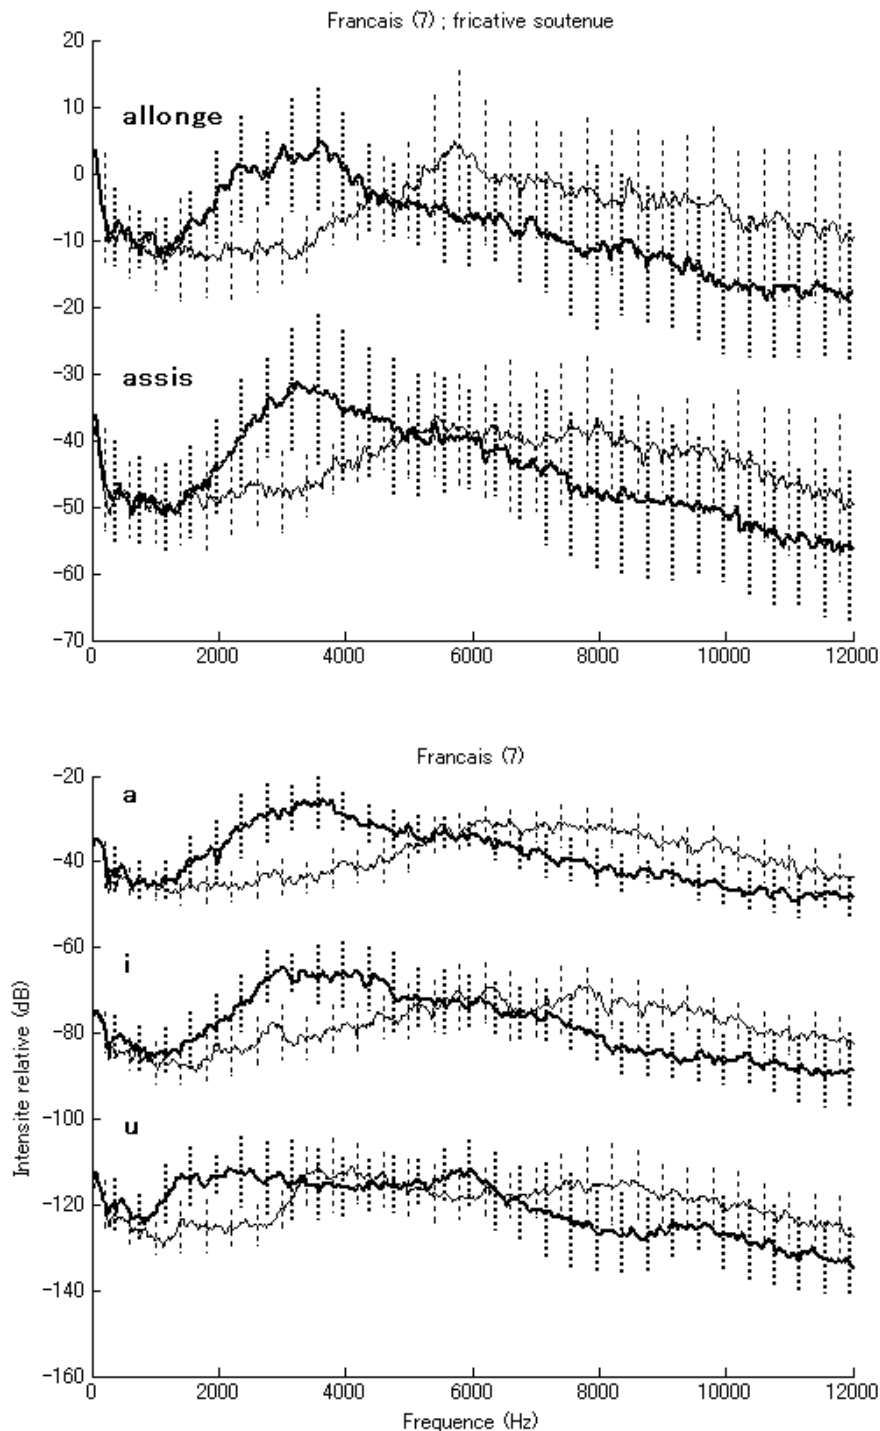 Francais (7) ; fricative soutenue
20
10
0
-10
-20
-30
-40
-50
-60
-70
allonge
assis
0 2000 4000 6000 8000 10000 12000
Francais (7)
-20
-40
-60
-80
-100
-120
-140
-160
a
i
u
Intensite relative (dB)
0 2000 4000 6000 8000 10000 12000
Frequence (Hz)